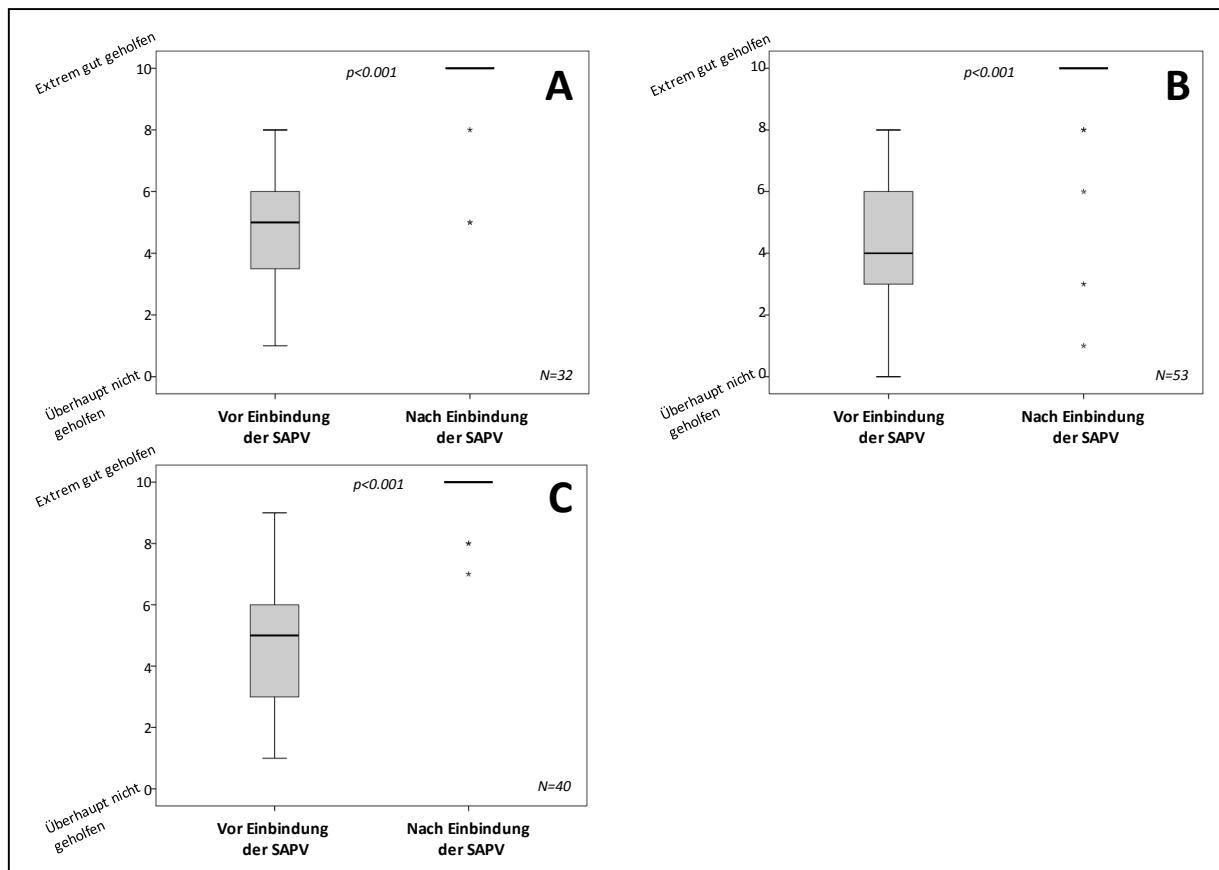 Extrem gut geholfen
10
8
6
4
2
0
Überhaupt nicht
geholfen
p<0.001
A
*
*
N=32
Vor Einbindung
der SAPV
Nach Einbindung
der SAPV
Extrem gut geholfen
10
8
6
4
2
0
Überhaupt nicht
geholfen
p<0.001
B
*
*
*
*
N=53
Vor Einbindung
der SAPV
Nach Einbindung
der SAPV
Extrem gut geholfen
10
8
6
4
2
0
Überhaupt nicht
geholfen
p<0.001
C
*
*
N=40
Vor Einbindung
der SAPV
Nach Einbindung
der SAPV